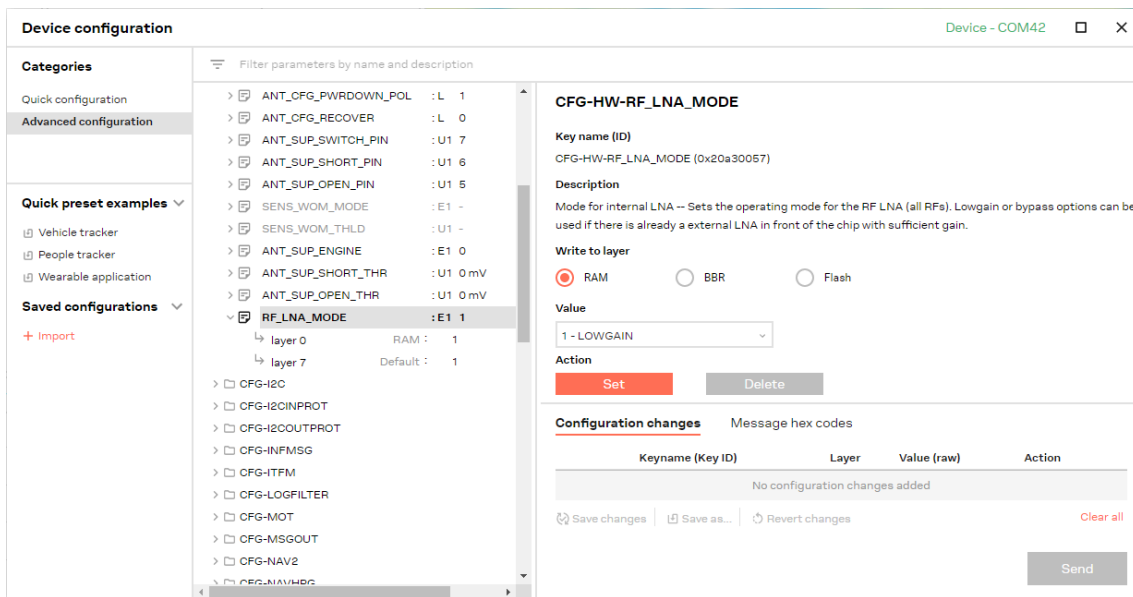 Device configuration
Device - COM42
Categories
Quick configuration
Advanced configuration
Quick preset examples
Vehicle tracker
People tracker
Wearable application
Saved configurations
+ Import
Filter parameters by name and description
ANT_CFG_PWRDOWN_POL :L 1
ANT_CFG_RECOVER :L 0
ANT_SUP_SWITCH_PIN :U1 7
ANT_SUP_SHORT_PIN :U1 6
ANT_SUP_OPEN_PIN :U1 5
SENS_WOM_MODE :E1 -
SENS_WOM_THLD :U1 -
ANT_SUP_ENGINE :E1 0
ANT_SUP_SHORT_THR :U1 0 mV
ANT_SUP_OPEN_THR :U1 0 mV
RF_LNA_MODE :E1 1
layer 0 RAM : 1
layer 7 Default : 1
CFG-I2C
CFG-I2CINPROT
CFG-I2COUTPROT
CFG-INFMSG
CFG-ITFM
CFG-LOGFILTER
CFG-MOT
CFG-MSGOUT
CFG-NAV2
CFG-NAVHPG
CFG-HW-RF_LNA_MODE
Key name (ID)
CFG-HW-RF_LNA_MODE (0x20a30057)
Description
Mode for internal LNA -- Sets the operating mode for the RF LNA (all RFs). Lowgain or bypass options can be
used if there is already a external LNA in front of the chip with sufficient gain.
Write to layer
RAM BBR Flash
Value
1 - LOWGAIN
Action
Set Delete
Configuration changes Message hex codes
Keyname (Key ID) Layer Value (raw) Action
No configuration changes added
Save changes Save as... Revert changes Clear all
Send